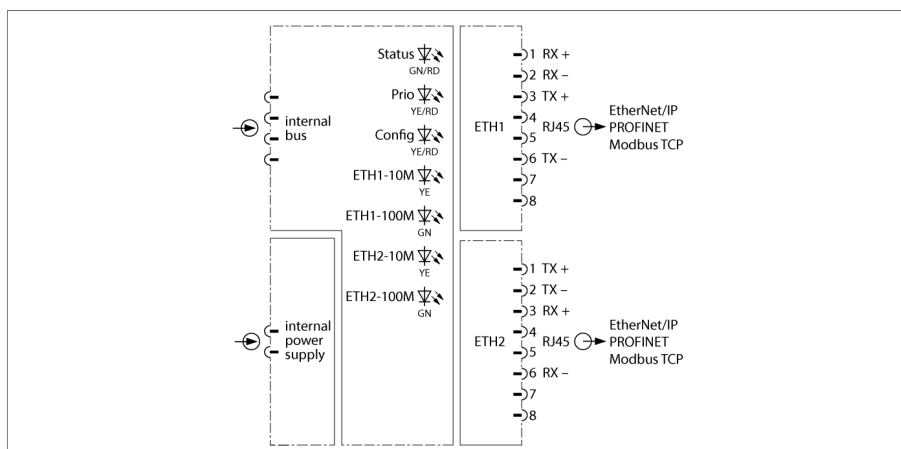 Status
GN/RD
Prio
YE/RD
Config
YE/RD
ETH1-10M
YE
ETH1-100M
GN
ETH2-10M
YE
ETH2-100M
GN
internal
bus
internal
power
supply
ETH1
1 RX +
2 RX –
3 TX +
4
5
6 TX –
7
8
RJ45
EtherNet/IP
PROFINET
Modbus TCP
ETH2
1 TX +
2 TX –
3 RX +
4
5
6 RX –
7
8
RJ45
EtherNet/IP
PROFINET
Modbus TCP